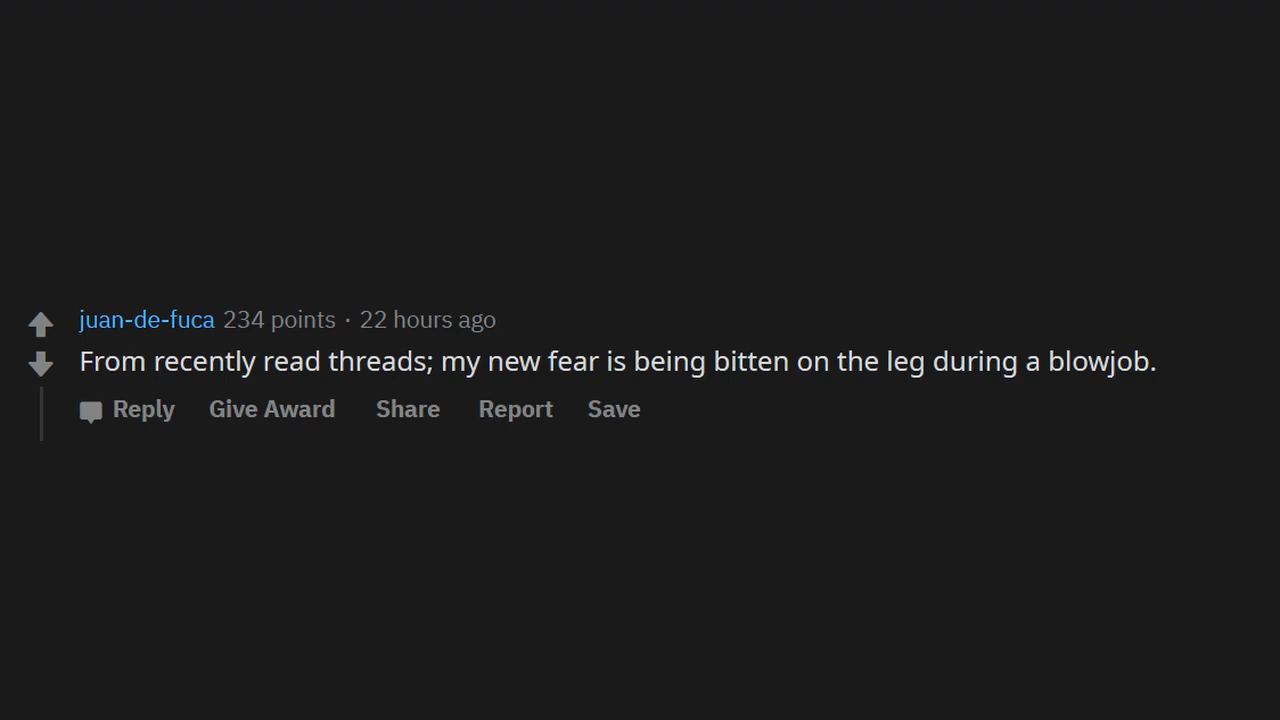 juan-de-fuca 234 points · 22 hours ago
From recently read threads; my new fear is being bitten on the leg during a blowjob.
Reply Give Award Share Report Save